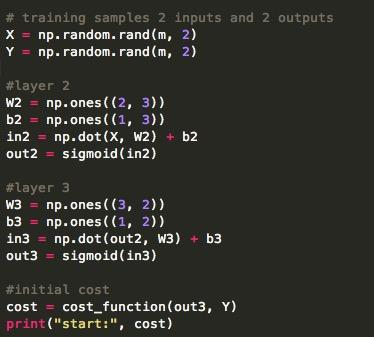 # training samples 2 inputs and 2 outputs
X = np.random.rand(m, 2)
Y = np.random.rand(m, 2)
#layer 2
W2 = np.ones((2, 3))
b2 = np.ones((1, 3))
in2 = np.dot(X, W2) + b2
out2 = sigmoid(in2)
#layer 3
W3 = np.ones((3, 2))
b3 = np.ones((1, 2))
in3 = np.dot(out2, W3) + b3
out3 = sigmoid(in3)
#initial cost
cost = cost_function(out3, Y)
print("start:", cost)